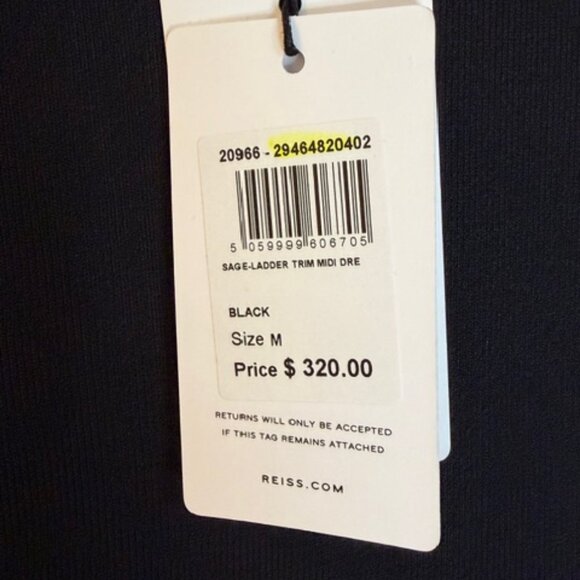 20966 - 29464820402
5 059999 606705
SAGE-LADDER TRIM MIDI DRE
BLACK
Size M
Price $ 320.00
RETURNS WILL ONLY BE ACCEPTED
IF THIS TAG REMAINS ATTACHED
REISS.COM